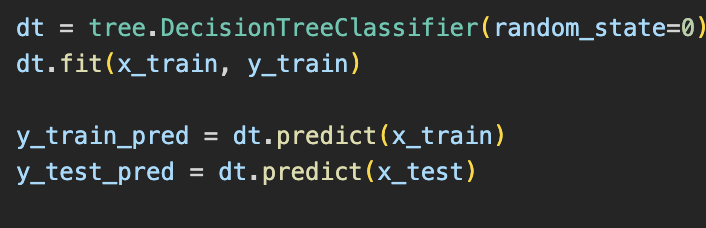 dt = tree.DecisionTreeClassifier(random_state=0)
dt.fit(x_train, y_train)
y_train_pred = dt.predict(x_train)
y_test_pred = dt.predict(x_test)